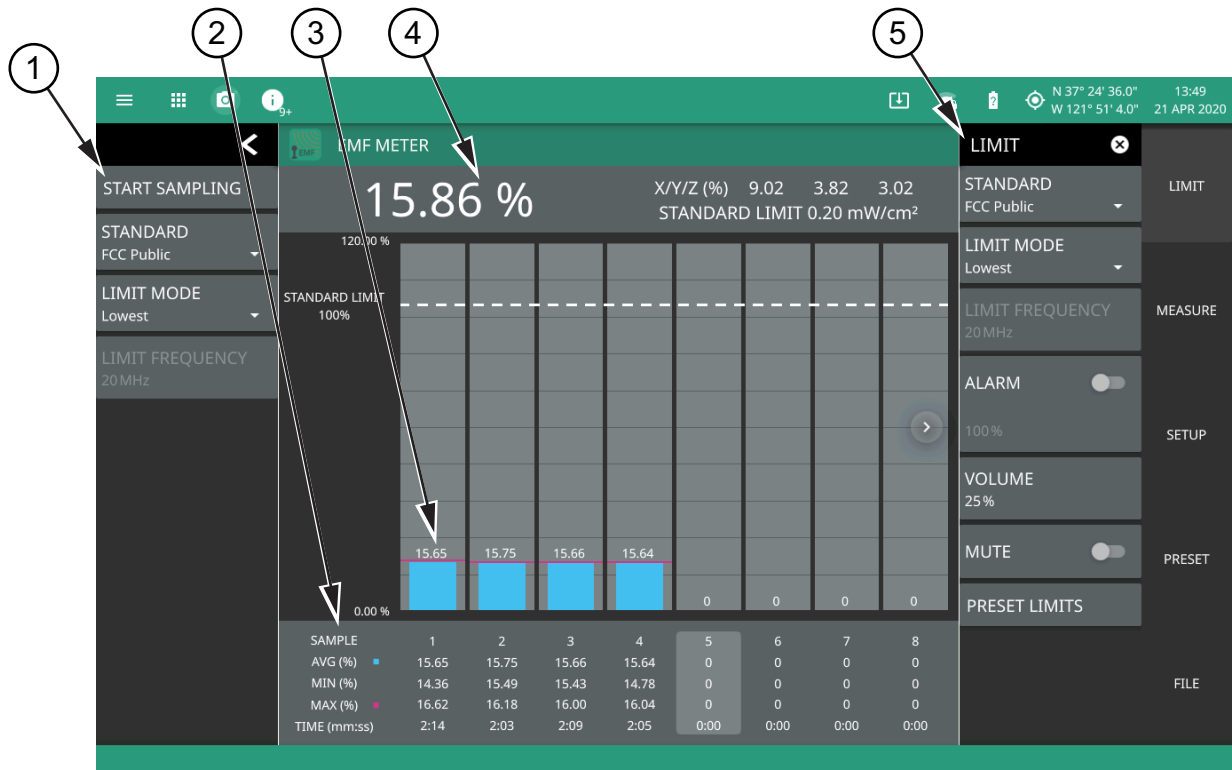 1
2
3
4
5
9+
N 37° 24' 36.0"
W 121° 51' 4.0"
13:49
21 APR 2020
START SAMPLING
STANDARD
FCC Public
LIMIT MODE
Lowest
LIMIT FREQUENCY
20 MHz
EMF
EMF METER
15.86 %
X/Y/Z (%) 9.02 3.82 3.02
STANDARD LIMIT 0.20 mW/cm²
120.00 %
STANDARD LIMIT
100%
0.00 %
15.65 15.75 15.66 15.64 0 0 0 0
SAMPLE 1 2 3 4 5 6 7 8
AVG (%) 15.65 15.75 15.66 15.64 0 0 0 0
MIN (%) 14.36 15.49 15.43 14.78 0 0 0 0
MAX (%) 16.62 16.18 16.00 16.04 0 0 0 0
TIME (mm:ss) 2:14 2:03 2:09 2:05 0:00 0:00 0:00 0:00
LIMIT
STANDARD
FCC Public
LIMIT MODE
Lowest
LIMIT FREQUENCY
20 MHz
ALARM
100%
VOLUME
25%
MUTE
PRESET LIMITS
LIMIT
MEASURE
SETUP
PRESET
FILE